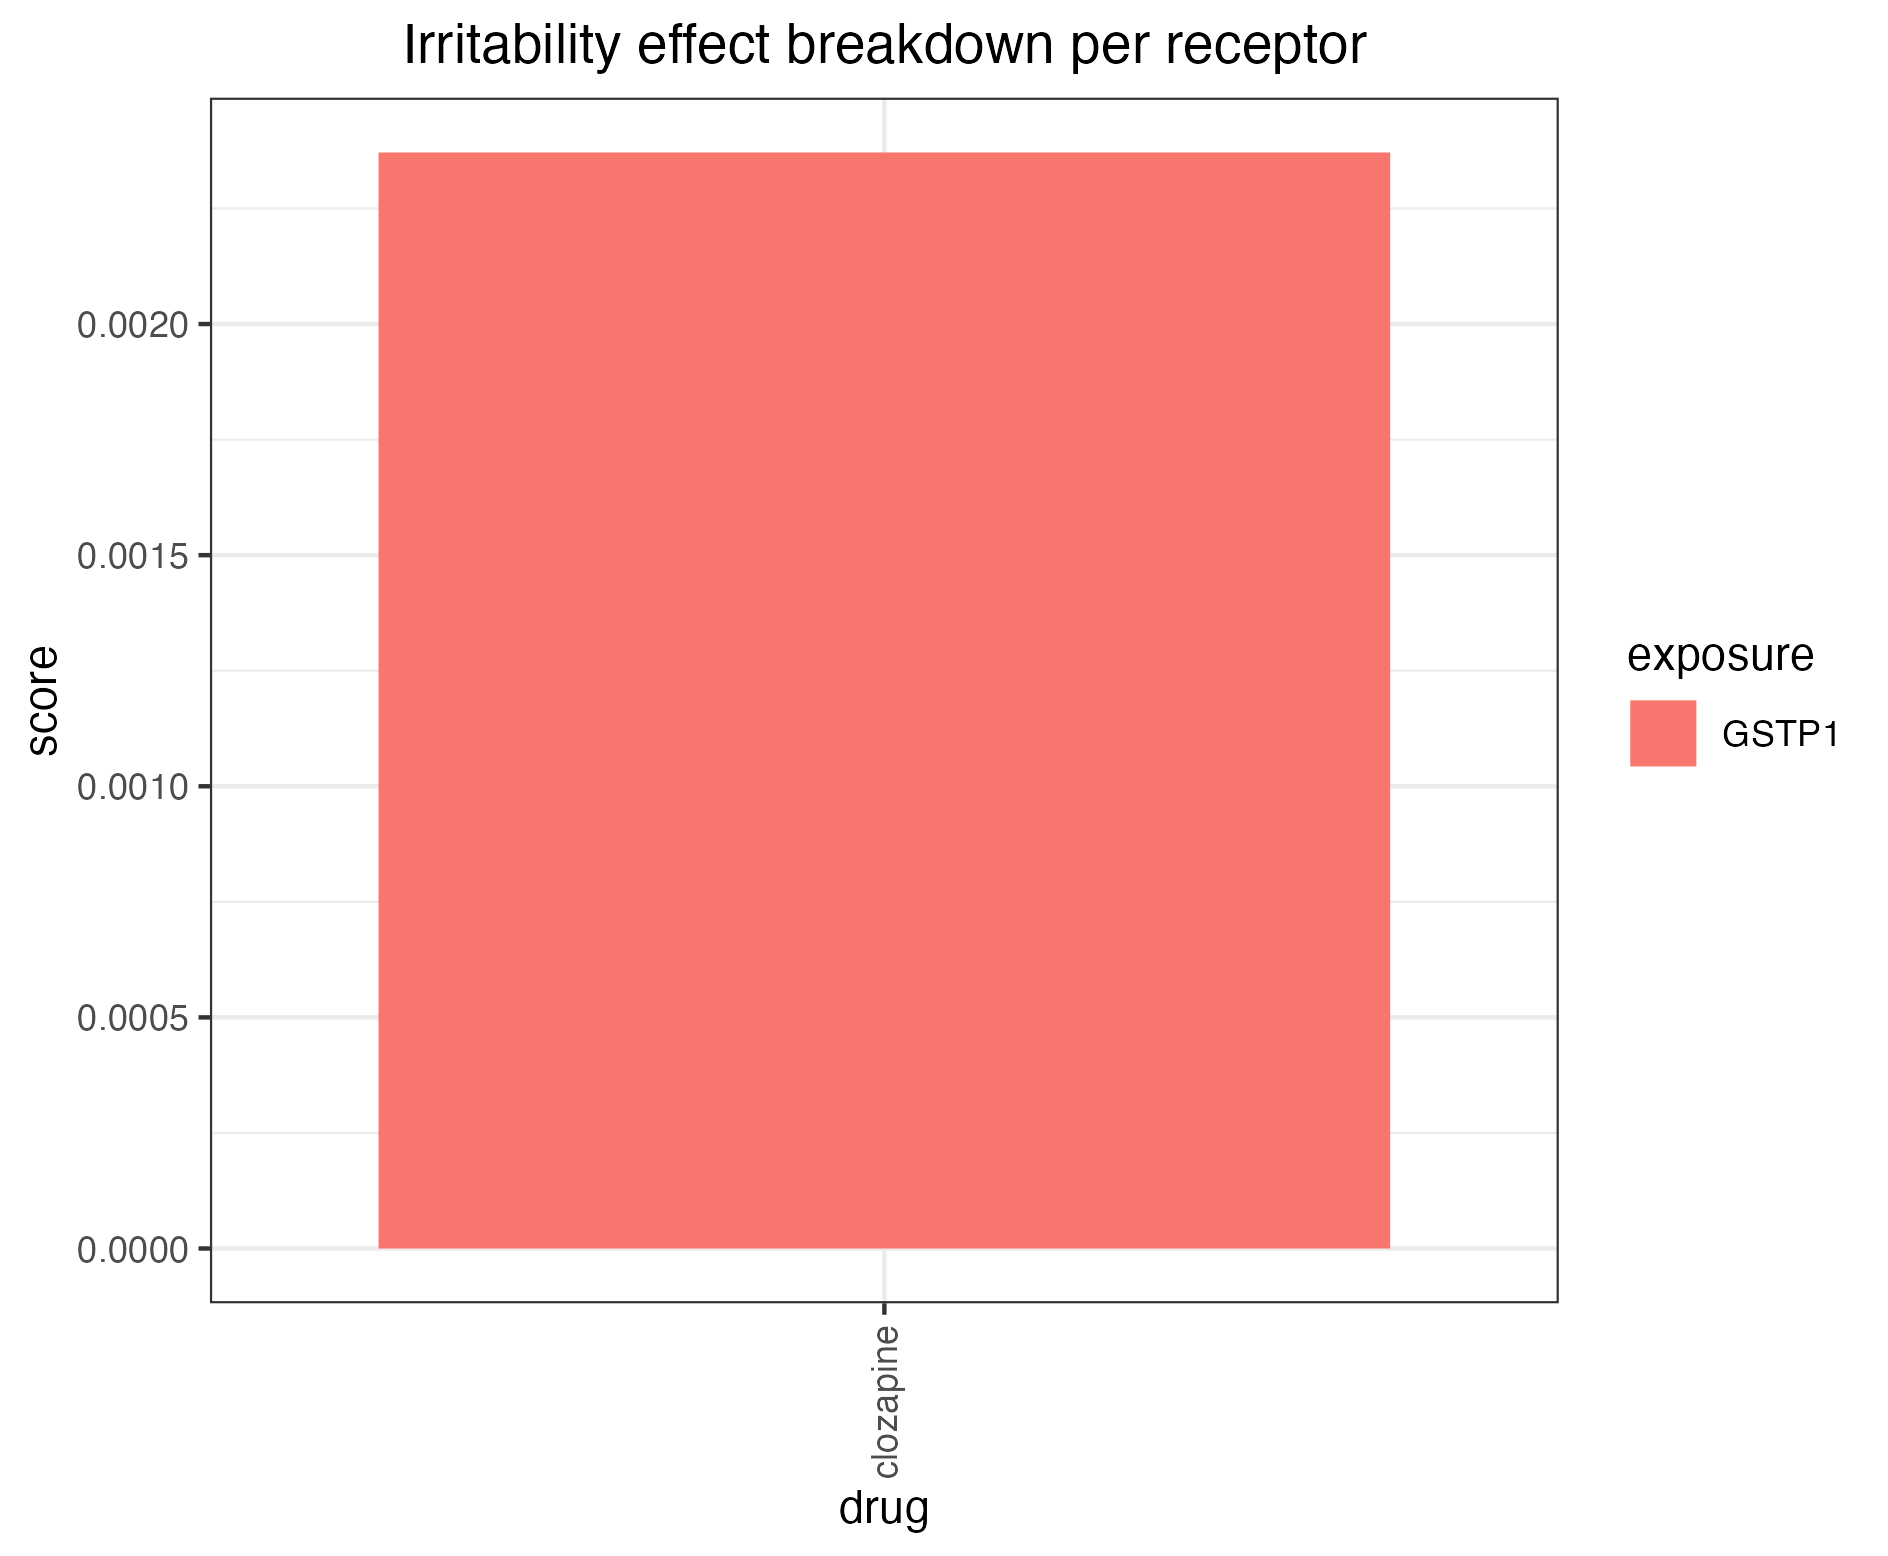 Irritability effect breakdown per receptor
score
0.0020
0.0015
0.0010
0.0005
0.0000
clozapine
drug
exposure
GSTP1